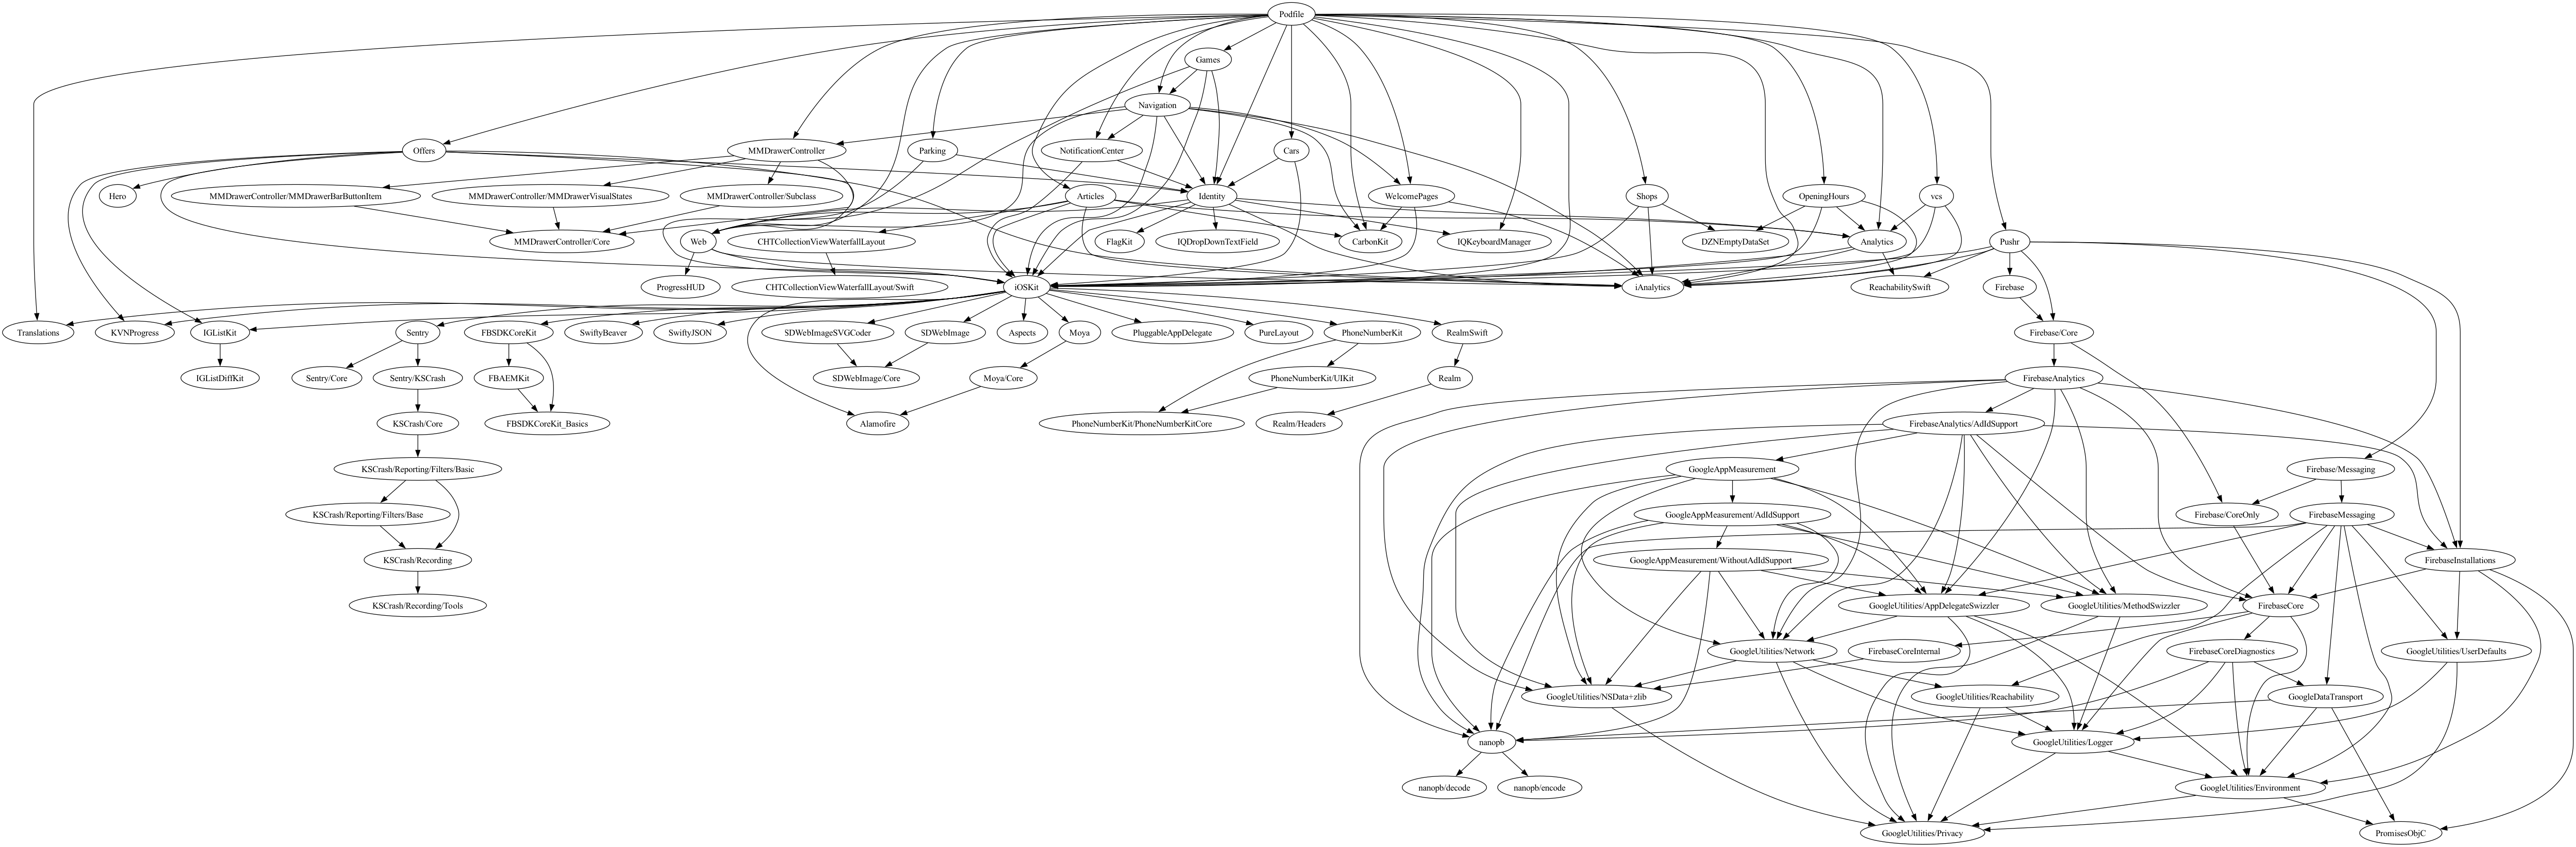 Podfile
Games
Navigation
Offers
MMDrawerController
Parking
NotificationCenter
Cars
Hero
MMDrawerController/MMDrawerBarButtonItem
MMDrawerController/MMDrawerVisualStates
MMDrawerController/Subclass
Articles
Identity
WelcomePages
Shops
OpeningHours
vcs
MMDrawerController/Core
Web
CHTCollectionViewWaterfallLayout
FlagKit
IQDropDownTextField
CarbonKit
IQKeyboardManager
DZNEmptyDataSet
Analytics
Pushr
ProgressHUD
CHTCollectionViewWaterfallLayout/Swift
iOSKit
iAnalytics
ReachabilitySwift
Firebase
Translations
KVNProgress
IGListKit
Sentry
FBSDKCoreKit
SwiftyBeaver
SwiftyJSON
SDWebImageSVGCoder
SDWebImage
Aspects
Moya
PluggableAppDelegate
PureLayout
PhoneNumberKit
RealmSwift
Firebase/Core
IGListDiffKit
Sentry/Core
Sentry/KSCrash
FBAEMKit
SDWebImage/Core
Moya/Core
PhoneNumberKit/UIKit
Realm
FirebaseAnalytics
KSCrash/Core
FBSDKCoreKit_Basics
Alamofire
PhoneNumberKit/PhoneNumberKitCore
Realm/Headers
FirebaseAnalytics/AdIdSupport
KSCrash/Reporting/Filters/Basic
GoogleAppMeasurement
Firebase/Messaging
KSCrash/Reporting/Filters/Base
GoogleAppMeasurement/AdIdSupport
Firebase/CoreOnly
FirebaseMessaging
KSCrash/Recording
GoogleAppMeasurement/WithoutAdIdSupport
FirebaseInstallations
KSCrash/Recording/Tools
GoogleUtilities/AppDelegateSwizzler
GoogleUtilities/MethodSwizzler
FirebaseCore
GoogleUtilities/Network
FirebaseCoreInternal
FirebaseCoreDiagnostics
GoogleUtilities/UserDefaults
GoogleUtilities/NSData+zlib
GoogleUtilities/Reachability
GoogleDataTransport
nanopb
GoogleUtilities/Logger
nanopb/decode
nanopb/encode
GoogleUtilities/Environment
GoogleUtilities/Privacy
PromisesObjC